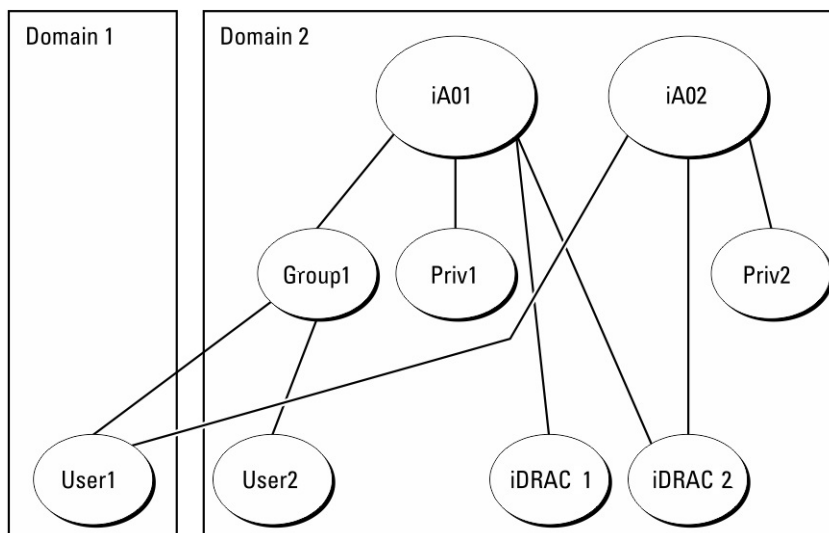 Domain 1
Domain 2
iA01
iA02
Group1
Priv1
Priv2
User1
User2
iDRAC 1
iDRAC 2